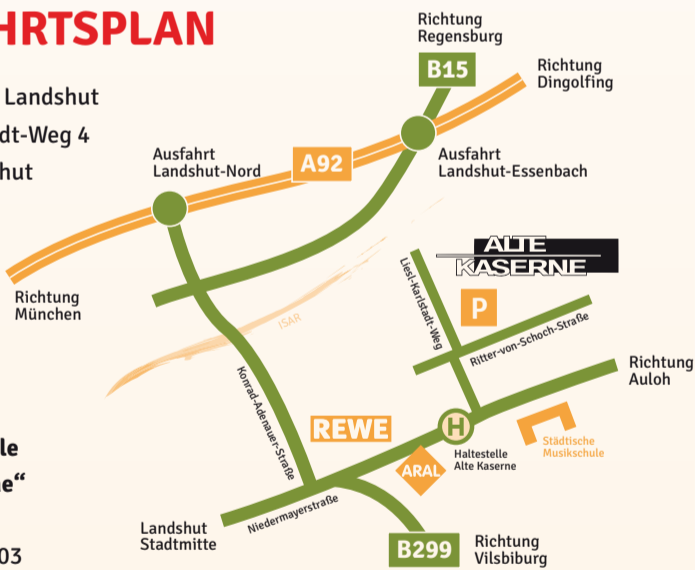 HRTSPLAN
Landshut
dt-Weg 4
hut
le
e“
03
Richtung
Regensburg
B15
Richtung
Dingolfing
Ausfahrt
Landshut-Nord
A92
Ausfahrt
Landshut-Essenbach
Richtung
München
ISAR
ALTE
KASERNE
Liesl-Karlstadt-Weg
P
Ritter-von-Schoch-Straße
Richtung
Auloh
Konrad-Adenauer-Straße
REWE
H
Haltestelle
Alte Kaserne
Städtische
Musikschule
ARAL
Niedermayerstraße
Landshut
Stadtmitte
B299
Richtung
Vilsbiburg